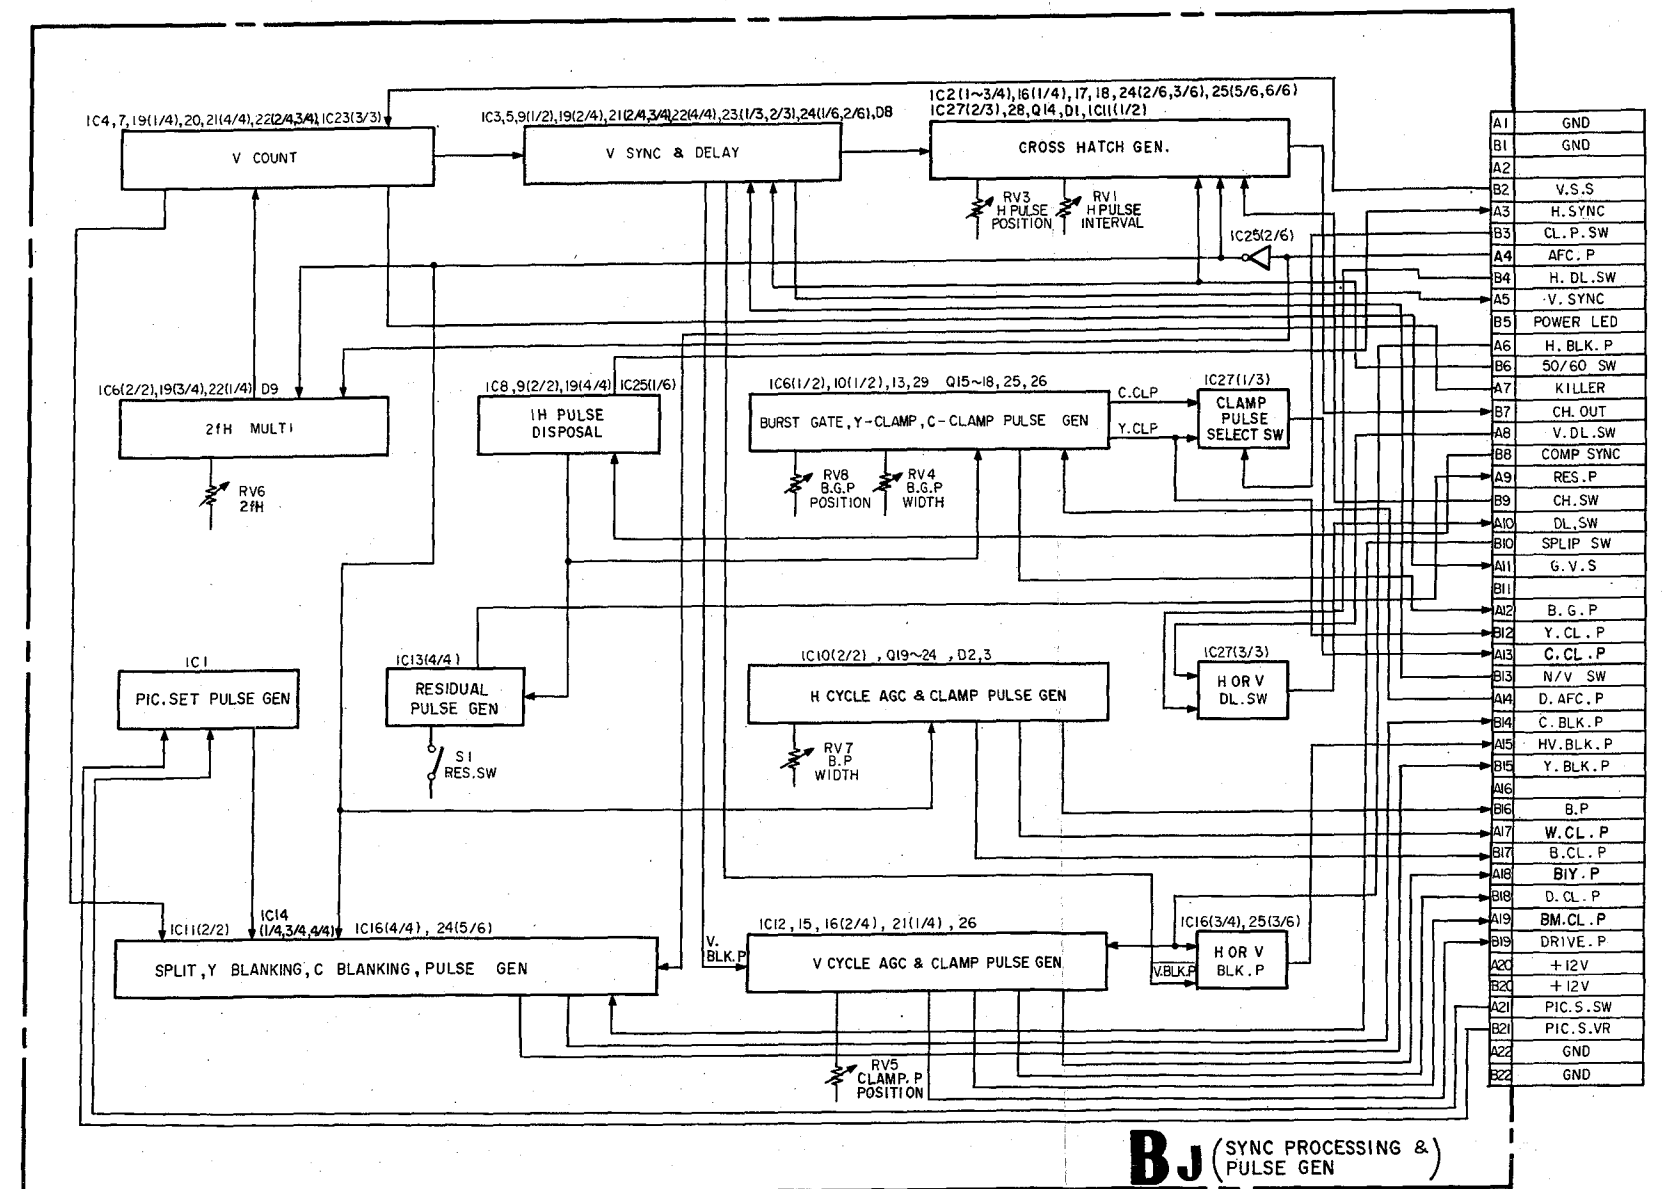 IC2(1~3/4),16(1/4),17,18,24(2/6,3/6),25(5/6,6/6)
IC4,7,19(1/4),20,21(4/4),22(2/4,3/4),IC23(3/3)
IC3,5,9(1/2),19(2/4),21(2/4,3/4),22(4/4),23(1/3,2/3),24(1/6,2/6),D8
IC27(2/3),28,Q14,D1,IC11(1/2)
V COUNT
V SYNC & DELAY
CROSS HATCH GEN.
RV3
H PULSE
POSITION
RV1
H PULSE
INTERVAL
IC25(2/6)
IC6(2/2),19(3/4),22(1/4) D9
2fH MULTI
RV6
2fH
IC8,9(2/2),19(4/4) IC25(1/6)
1H PULSE
DISPOSAL
IC6(1/2),10(1/2),13,29 Q15~18,25,26
BURST GATE,Y-CLAMP,C-CLAMP PULSE GEN
C.CLP
Y.CLP
IC27(1/3)
CLAMP
PULSE
SELECT SW
RV8
B.G.P
POSITION
RV4
B.G.P
WIDTH
IC1
PIC.SET PULSE GEN
IC13(4/4)
RESIDUAL
PULSE GEN
S1
RES.SW
IC10(2/2) ,Q19~24 ,D2,3
H CYCLE AGC & CLAMP PULSE GEN
RV7
B.P
WIDTH
IC27(3/3)
H OR V
DL.SW
IC11(2/2)
IC14
(1/4,3/4,4/4)
IC16(4/4) , 24(5/6)
SPLIT,Y BLANKING,C BLANKING,PULSE GEN
V.
BLK.P
IC12,15,16(2/4), 21(1/4),26
V CYCLE AGC & CLAMP PULSE GEN
V.BLK.P
IC16(3/4),25(3/6)
H OR V
BLK.P
RV5
CLAMP.P
POSITION
A1 GND
B1 GND
A2
B2 V.S.S
A3 H.SYNC
B3 CL.P.SW
A4 AFC.P
B4 H.DL.SW
A5 V.SYNC
B5 POWER LED
A6 H.BLK.P
B6 50/60 SW
A7 KILLER
B7 CH.OUT
A8 V.DL.SW
B8 COMP SYNC
A9 RES.P
B9 CH.SW
A10 DL.SW
B10 SPLIP SW
A11 G.V.S
B11
A12 B.G.P
B12 Y.CL.P
A13 C.CL.P
B13 N/V SW
A14 D.AFC.P
B14 C.BLK.P
A15 HV.BLK.P
B15 Y.BLK.P
A16
B16 B.P
A17 W.CL.P
B17 B.CL.P
A18 BIY.P
B18 D.CL.P
A19 BM.CL.P
B19 DRIVE.P
A20 +12V
B20 +12V
A21 PIC.S.SW
B21 PIC.S.VR
A22 GND
B22 GND
BJ (SYNC PROCESSING &
PULSE GEN)